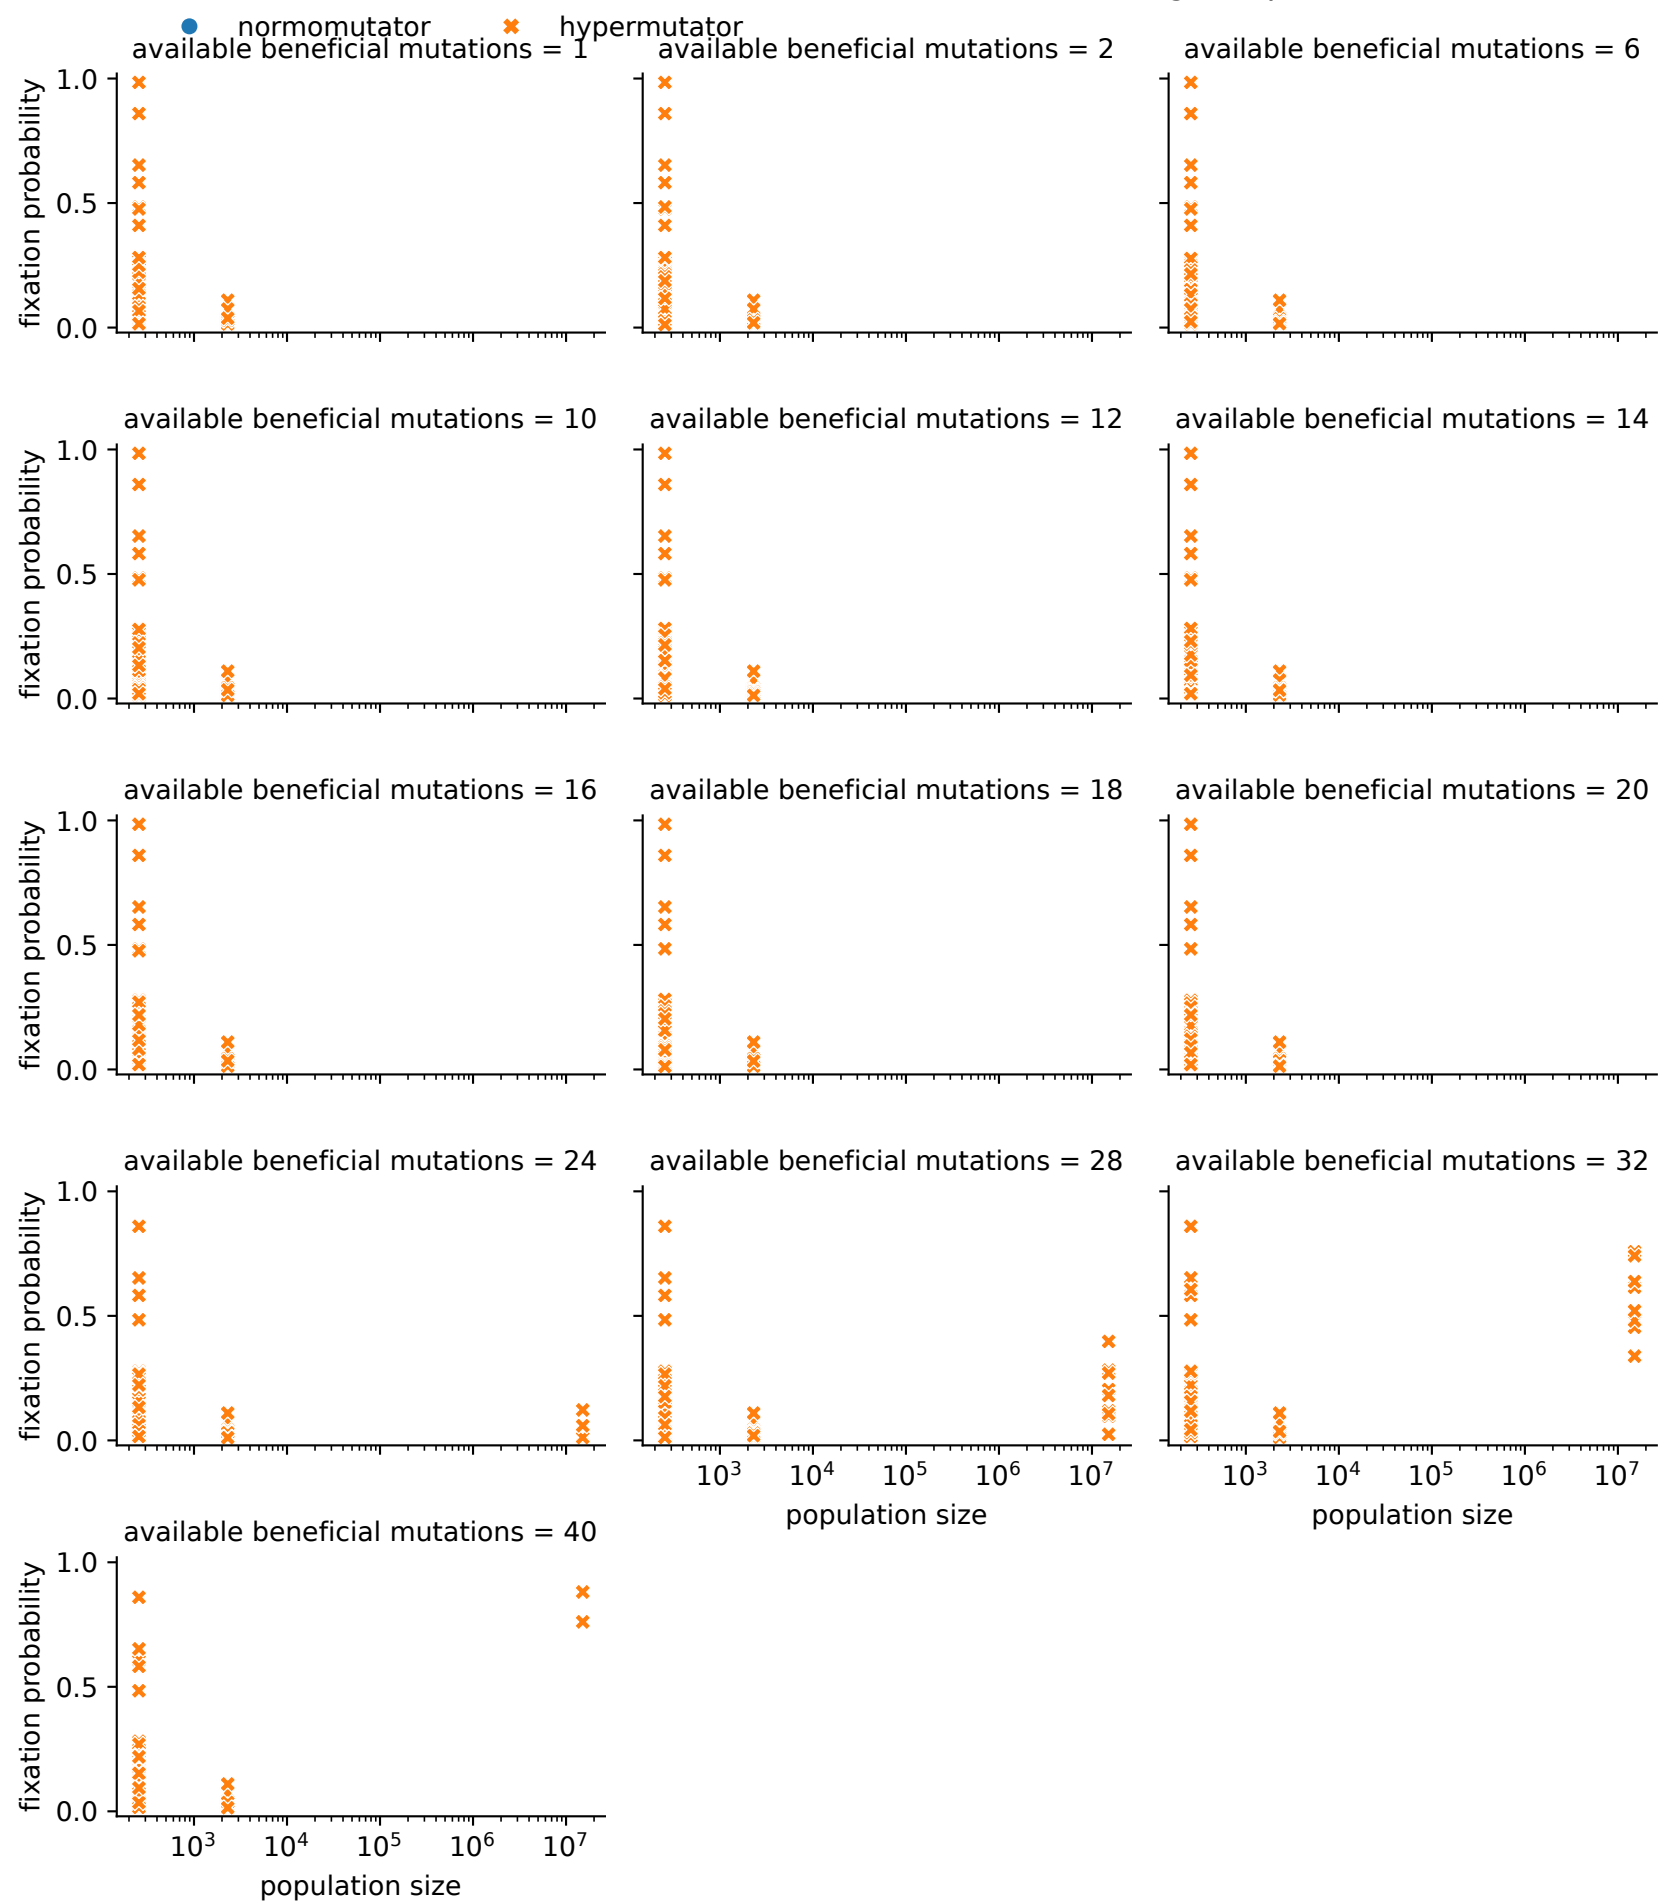 normomutator hypermutator
available beneficial mutations = 1 available beneficial mutations = 2 available beneficial mutations = 6
fixation probability
1.0
0.5
0.0
available beneficial mutations = 10 available beneficial mutations = 12 available beneficial mutations = 14
fixation probability
1.0
0.5
0.0
available beneficial mutations = 16 available beneficial mutations = 18 available beneficial mutations = 20
fixation probability
1.0
0.5
0.0
available beneficial mutations = 24 available beneficial mutations = 28 available beneficial mutations = 32
fixation probability
1.0
0.5
0.0
10³ 10⁴ 10⁵ 10⁶ 10⁷ 10³ 10⁴ 10⁵ 10⁶ 10⁷
population size population size
available beneficial mutations = 40
fixation probability
1.0
0.5
0.0
10³ 10⁴ 10⁵ 10⁶ 10⁷
population size